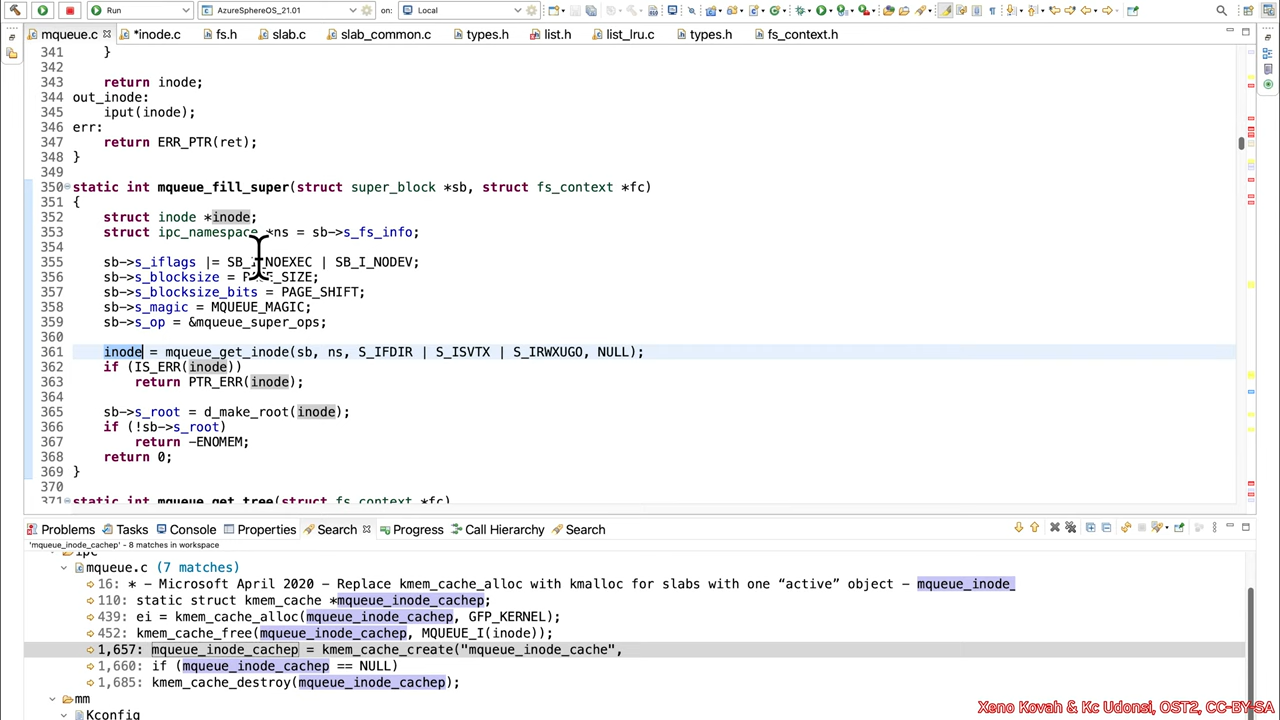 Run
AzureSphereOS_21.01
on:
Local
mqueue.c
*inode.c
fs.h
slab.c
slab_common.c
types.h
list.h
list_lru.c
types.h
fs_context.h
341 }
342
343 return inode;
344 out_inode:
345 iput(inode);
346 err:
347 return ERR_PTR(ret);
348 }
349
350 static int mqueue_fill_super(struct super_block *sb, struct fs_context *fc)
351 {
352 struct inode *inode;
353 struct ipc_namespace *ns = sb->s_fs_info;
354
355 sb->s_iflags |= SB_I_NOEXEC | SB_I_NODEV;
356 sb->s_blocksize = PAGE_SIZE;
357 sb->s_blocksize_bits = PAGE_SHIFT;
358 sb->s_magic = MQUEUE_MAGIC;
359 sb->s_op = &mqueue_super_ops;
360
361 inode = mqueue_get_inode(sb, ns, S_IFDIR | S_ISVTX | S_IRWXUGO, NULL);
362 if (IS_ERR(inode))
363 return PTR_ERR(inode);
364
365 sb->s_root = d_make_root(inode);
366 if (!sb->s_root)
367 return -ENOMEM;
368 return 0;
369 }
370
371 static int mqueue_get_tree(struct fs_context *fc)
Problems
Tasks
Console
Properties
Search
Progress
Call Hierarchy
Search
'mqueue_inode_cachep' - 8 matches in workspace
ipc
mqueue.c (7 matches)
16: * – Microsoft April 2020 – Replace kmem_cache_alloc with kmalloc for slabs with one “active” object – mqueue_inode_
110: static struct kmem_cache *mqueue_inode_cachep;
439: ei = kmem_cache_alloc(mqueue_inode_cachep, GFP_KERNEL);
452: kmem_cache_free(mqueue_inode_cachep, MQUEUE_I(inode));
1,657: mqueue_inode_cachep = kmem_cache_create("mqueue_inode_cache",
1,660: if (mqueue_inode_cachep == NULL)
1,685: kmem_cache_destroy(mqueue_inode_cachep);
mm
Kconfig
Xeno Kovah & Kc Udonsi, OST2, CC-BY-SA